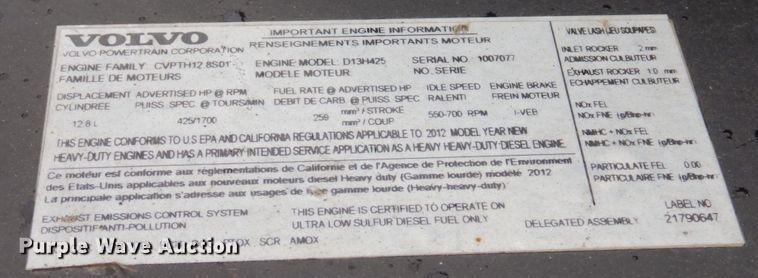 VOLVO
VOLVO POWERTRAIN CORPORATION
IMPORTANT ENGINE INFORMATION
RENSEIGNEMENTS IMPORTANTS MOTEUR
ENGINE FAMILY: CVPTH12.8S01 ENGINE MODEL: D13H425 SERIAL NO.: 1007077
FAMILLE DE MOTEURS MODELE MOTEUR: NO. SERIE
DISPLACEMENT ADVERTISED HP @ RPM FUEL RATE @ ADVERTISED HP IDLE SPEED ENGINE BRAKE
CYLINDREE PUISS. SPEC @ TOURS/MIN DEBIT DE CARB. @ PUISS. SPEC RALENTI FREIN MOTEUR
12.8 L 425/1700 259 mm³ / STROKE 550-700 RPM I-VEB
mm³ / COUP
THIS ENGINE CONFORMS TO U S EPA AND CALIFORNIA REGULATIONS APPLICABLE TO 2012 MODEL YEAR NEW
HEAVY-DUTY ENGINES AND HAS A PRIMARY INTENDED SERVICE APPLICATION AS A HEAVY HEAVY-DUTY DIESEL ENGINE.
Ce moteur est conforme aux réglementations de Californie et de l'Agence de Protection de l'Environment
des Etats-Unis applicables aux nouveaux moteurs diesel Heavy duty (Gamme lourde) modèle 2012
La principale application s'adresse aux usages de gamme lourde (Heavy-heavy-duty)
EXHAUST EMISSIONS CONTROL SYSTEM
DISPOSITIF ANTI-POLLUTION
THIS ENGINE IS CERTIFIED TO OPERATE ON
ULTRA LOW SULFUR DIESEL FUEL ONLY
DELEGATED ASSEMBLY
LABEL NO
21790647
SCR, AMOX
VALVE LASH /JEU SOUPAPES
INLET ROCKER .2 mm
ADMISSION CULBUTEUR
EXHAUST ROCKER 1.0 mm
ECHAPPEMENT CULBUTEUR
NOx FEL
NOx FNE (g/Bhp-hr)
NMHC + NOx FEL
NMHC + NOx FNE (g/Bhp-hr)
PARTICULATE FEL 0.00
PARTICULAIRE FNE (g/Bhp-hr)
Purple Wave Auction